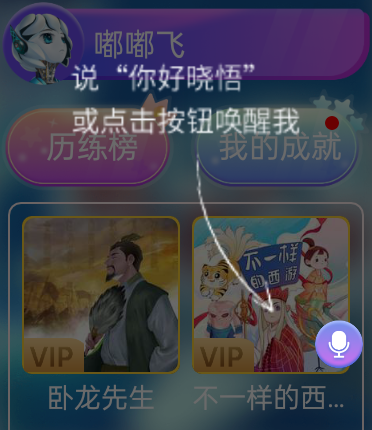 嘟嘟飞
说“你好晓悟”
或点击按钮唤醒我
历练榜
我的成就
不一样
的西游
VIP
VIP
卧龙先生
不一样的西...